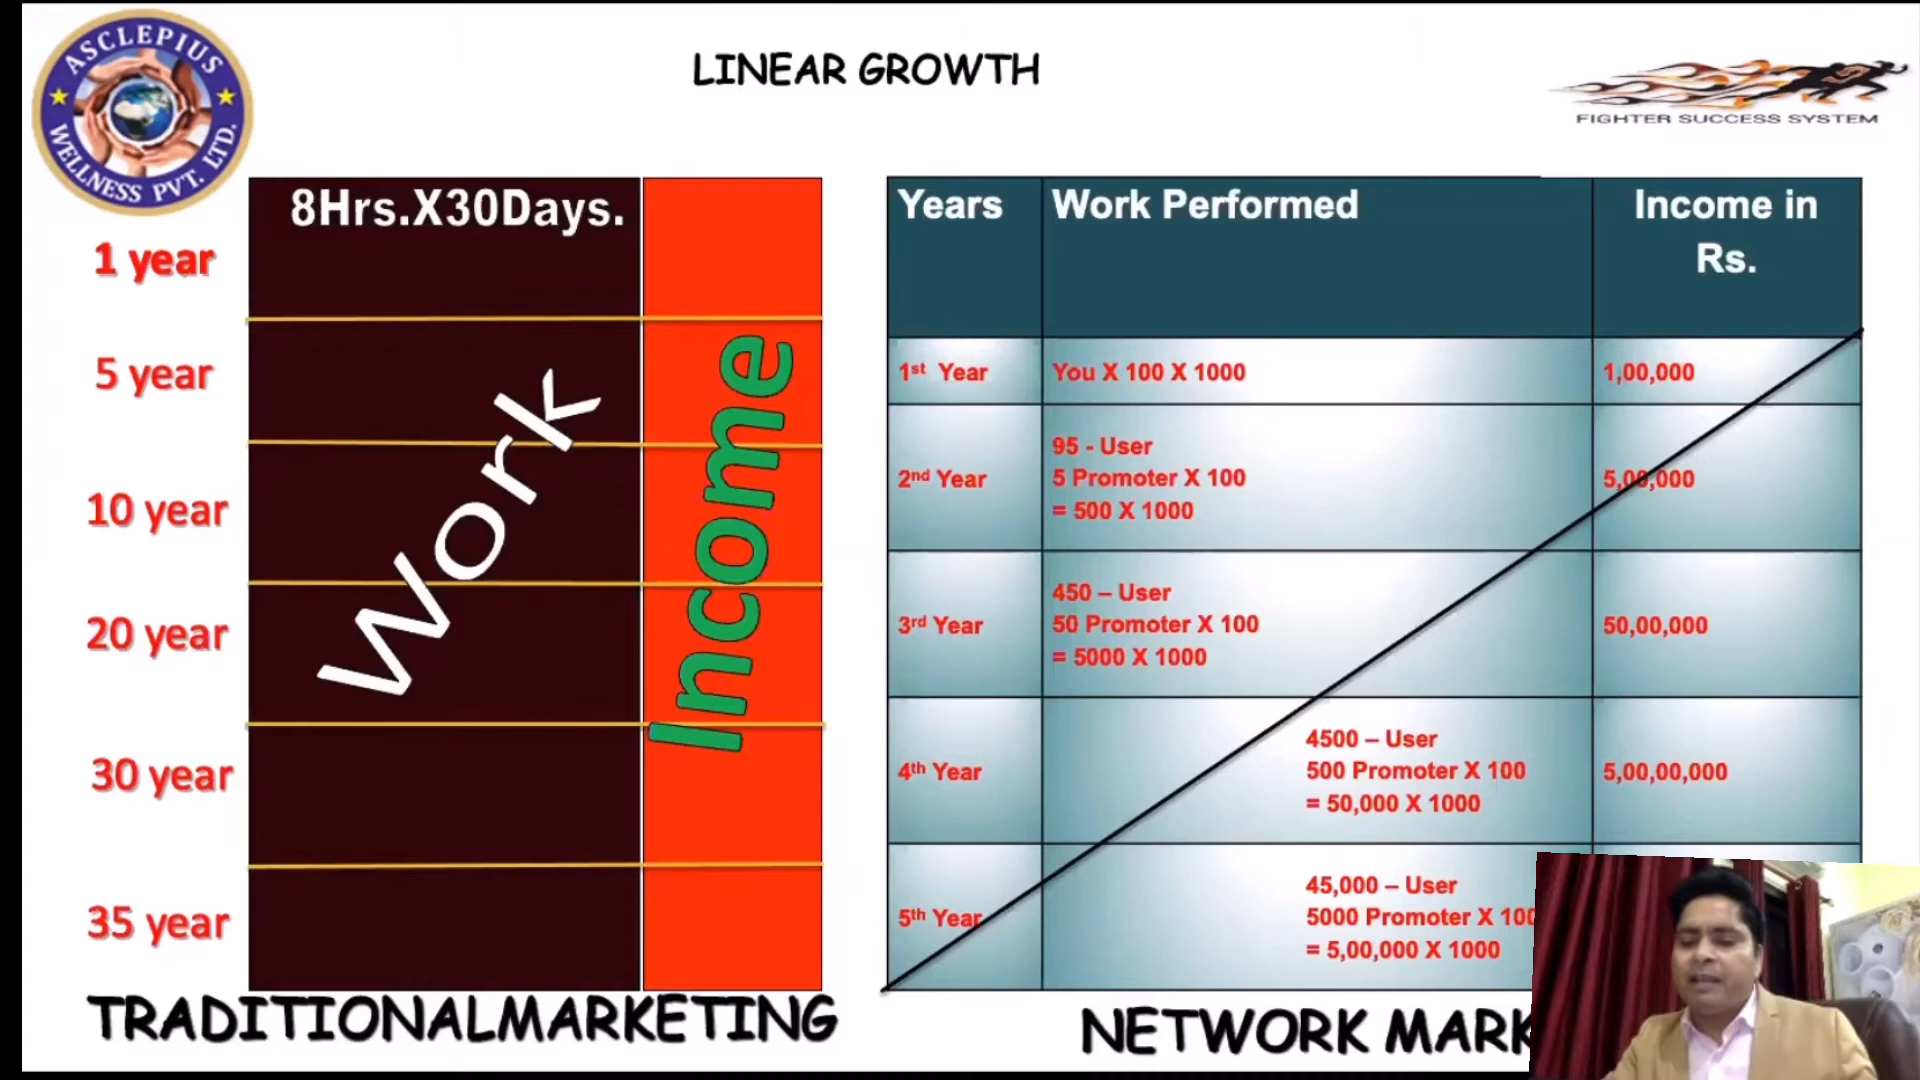 ASCLEPIUS
WELLNESS PVT. LTD.
LINEAR GROWTH
FIGHTER SUCCESS SYSTEM
8Hrs.X30Days.
1 year
5 year
10 year
20 year
30 year
35 year
Work
Income
TRADITIONALMARKETING
Years Work Performed Income in
Rs.
1st Year You X 100 X 1000 1,00,000
95 - User
2nd Year 5 Promoter X 100 5,00,000
= 500 X 1000
450 – User
3rd Year 50 Promoter X 100 50,00,000
= 5000 X 1000
4500 – User
4th Year 500 Promoter X 100 5,00,00,000
= 50,000 X 1000
45,000 – User
5th Year 5000 Promoter X 100
= 5,00,000 X 1000
NETWORK MARK